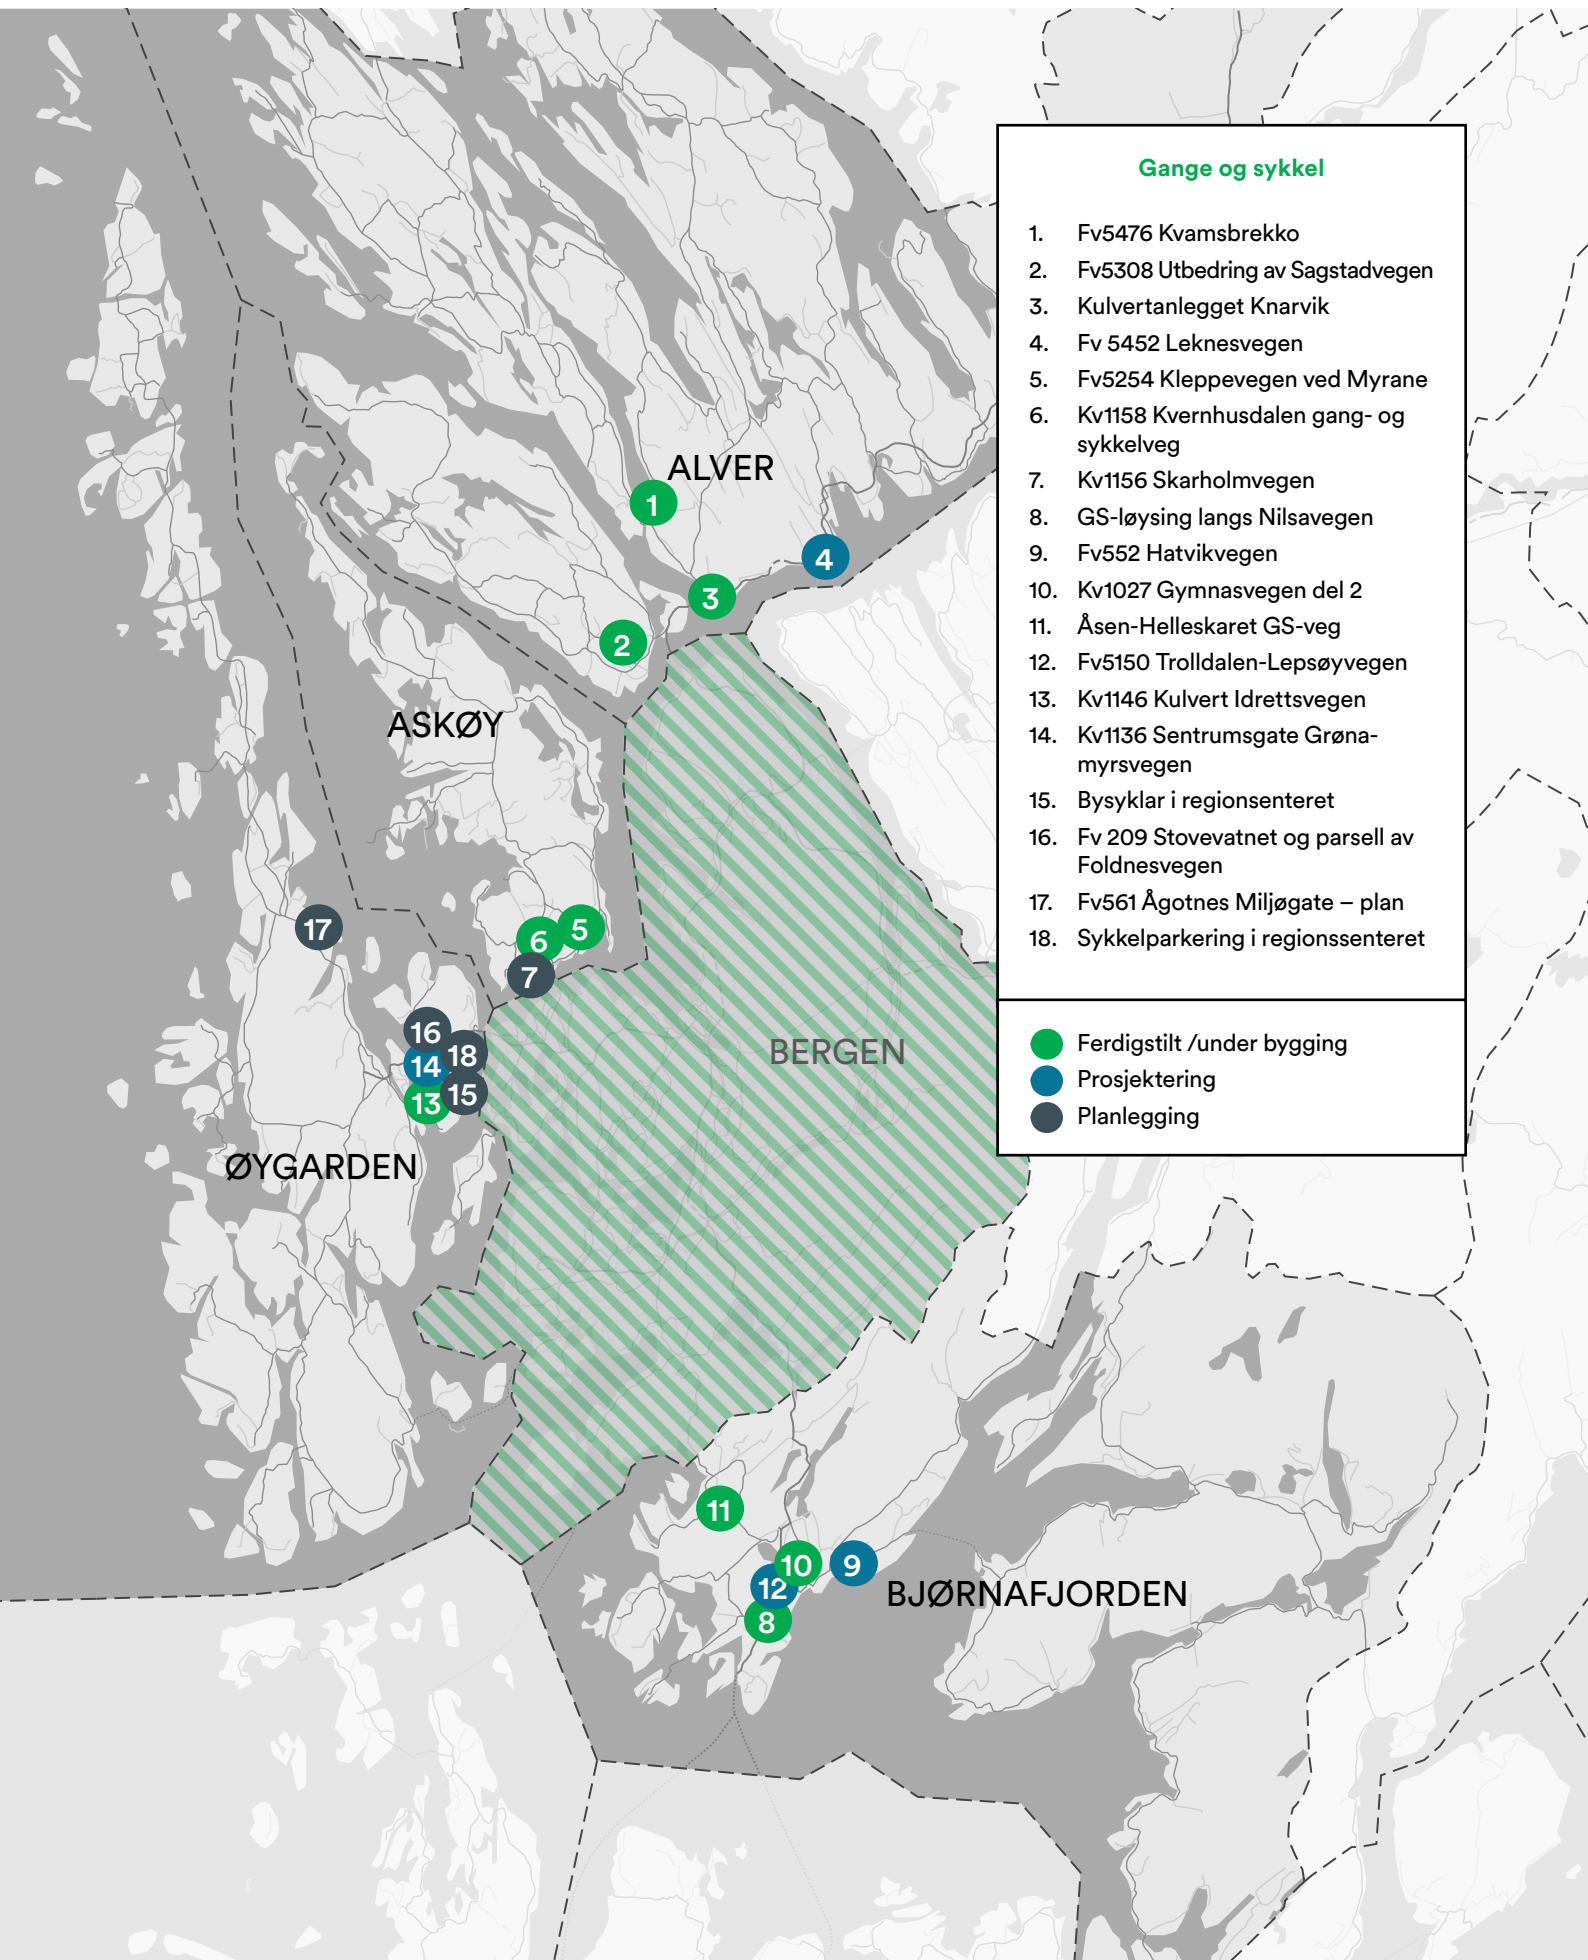 Gange og sykkel
1. Fv5476 Kvamsbrekko
2. Fv5308 Utbedring av Sagstadvegen
3. Kulvertanlegget Knarvik
4. Fv 5452 Leknesvegen
5. Fv5254 Kleppevegen ved Myrane
6. Kv1158 Kvernhusdalen gang- og
sykkelveg
7. Kv1156 Skarholmvegen
8. GS-løysing langs Nilsavegen
9. Fv552 Hatvikvegen
10. Kv1027 Gymnasvegen del 2
11. Åsen-Helleskaret GS-veg
12. Fv5150 Trolldalen-Lepsøyvegen
13. Kv1146 Kulvert Idrettsvegen
14. Kv1136 Sentrumsgate Grøna-
myrsvegen
15. Bysyklar i regionsenteret
16. Fv 209 Stovevatnet og parsell av
Foldnesvegen
17. Fv561 Ågotnes Miljøgate – plan
18. Sykkelparkering i regionssenteret
Ferdigstilt /under bygging
Prosjektering
Planlegging
ALVER
1
4
3
2
ASKØY
17
5
6
7
16
18
14
15
13
BERGEN
ØYGARDEN
11
10
9
12
8
BJØRNAFJORDEN